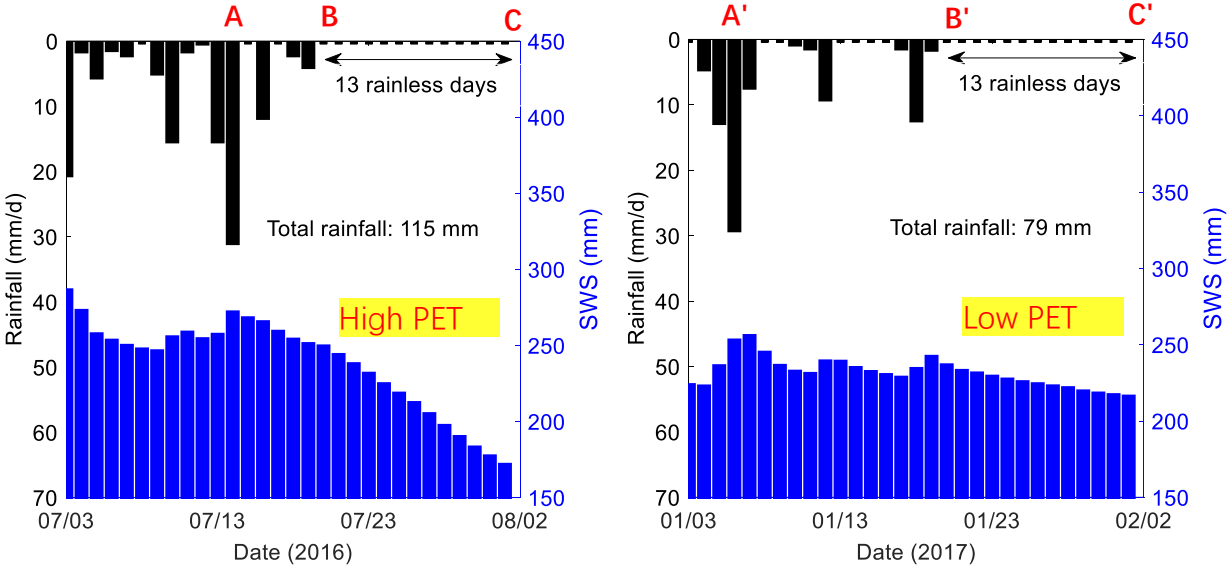 A B C
0 450
13 rainless days
10 400
20 350
Total rainfall: 115 mm
30 300
40 High PET
50 250
60 200
70 150
07/03 07/13 07/23 08/02
Date (2016)
Rainfall (mm/d)
SWS (mm)
A' B' C'
0 450
13 rainless days
10 400
20 350
Total rainfall: 79 mm
30 300
40 Low PET
50 250
60 200
70 150
01/03 01/13 01/23 02/02
Date (2017)
Rainfall (mm/d)
SWS (mm)